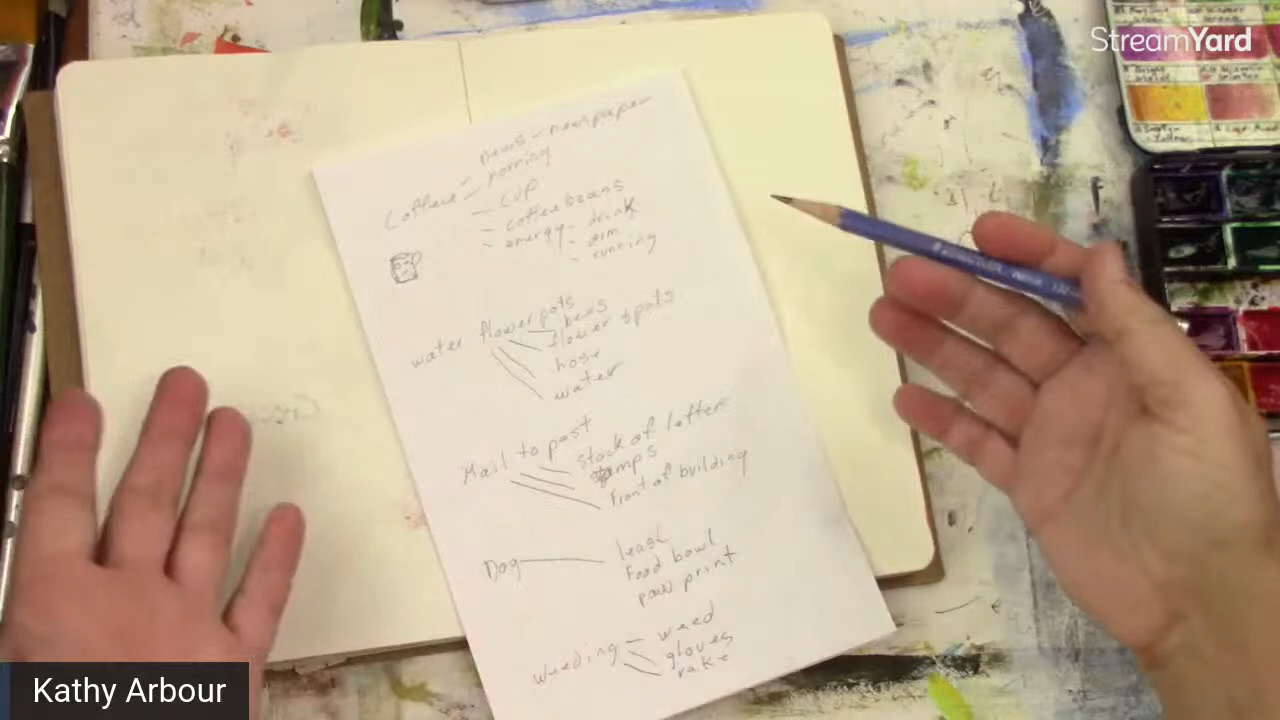 StreamYard
news - newspaper
Coffee - morning
- cup
- coffee beans
- energy - drink
- arm
- running
water flower pots
bees
flower & pots
hose
water
Mail to post
stack of letters
stamps
Front of building
Dog
leash
Food bowl
paw print
Weeding - weed
gloves
rake
Kathy Arbour